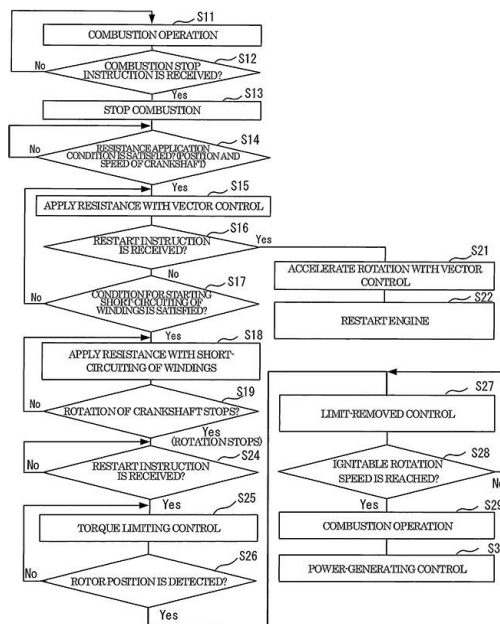 S11
COMBUSTION OPERATION
S12
COMBUSTION STOP
INSTRUCTION IS RECEIVED?
No
Yes
S13
STOP COMBUSTION
S14
RESISTANCE APPLICATION
CONDITION IS SATISFIED? (POSITION AND
SPEED OF CRANKSHAFT)
No
Yes
S15
APPLY RESISTANCE WITH VECTOR CONTROL
S16
RESTART INSTRUCTION
IS RECEIVED?
Yes
No
S21
ACCELERATE ROTATION WITH VECTOR
CONTROL
S22
RESTART ENGINE
S17
CONDITION FOR STARTING
SHORT-CIRCUITING OF
WINDINGS IS SATISFIED?
No
Yes
S18
APPLY RESISTANCE WITH SHORT-
CIRCUITING OF WINDINGS
S19
ROTATION OF CRANKSHAFT STOPS?
No
Yes
(ROTATION STOPS)
S24
RESTART INSTRUCTION
IS RECEIVED?
No
Yes
S25
TORQUE LIMITING CONTROL
S26
ROTOR POSITION IS DETECTED?
No
Yes
S27
LIMIT-REMOVED CONTROL
S28
IGNITABLE ROTATION
SPEED IS REACHED?
No
Yes
S29
COMBUSTION OPERATION
S3
POWER-GENERATING CONTROL